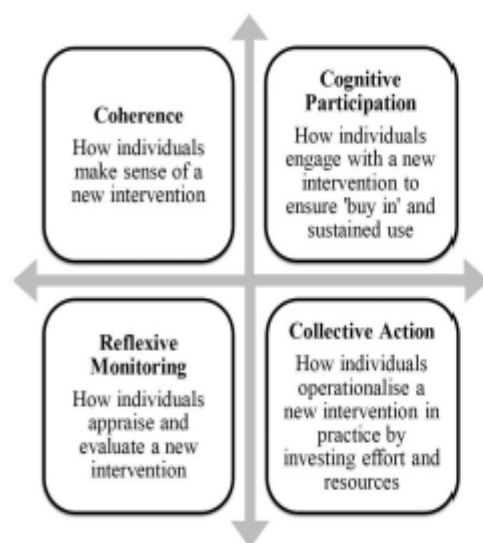 Coherence
How individuals
make sense of a
new intervention
Cognitive
Participation
How individuals
engage with a new
intervention to
ensure 'buy in' and
sustained use
Reflexive
Monitoring
How individuals
appraise and
evaluate a new
intervention
Collective Action
How individuals
operationalise a
new intervention in
practice by
investing effort and
resources